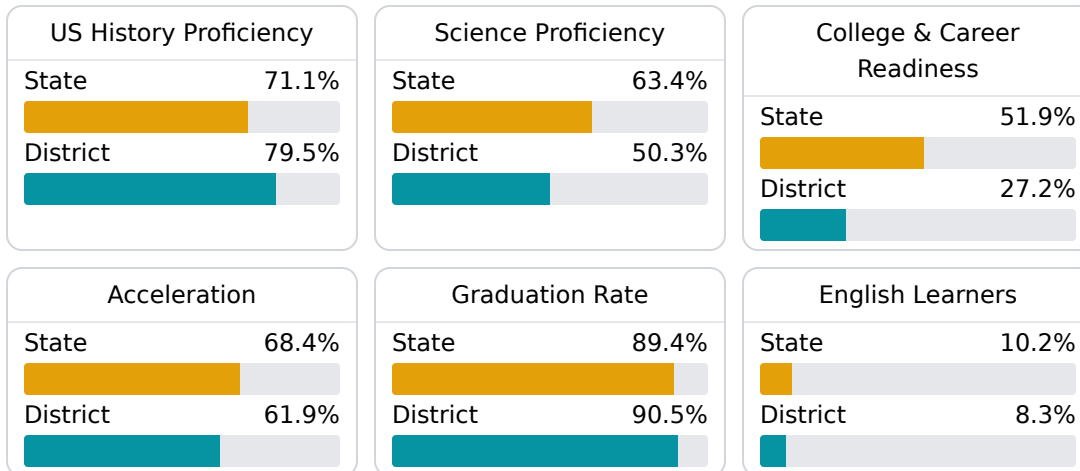 US History Proficiency
State 71.1%
District 79.5%
Science Proficiency
State 63.4%
District 50.3%
College & Career
Readiness
State 51.9%
District 27.2%
Acceleration
State 68.4%
District 61.9%
Graduation Rate
State 89.4%
District 90.5%
English Learners
State 10.2%
District 8.3%